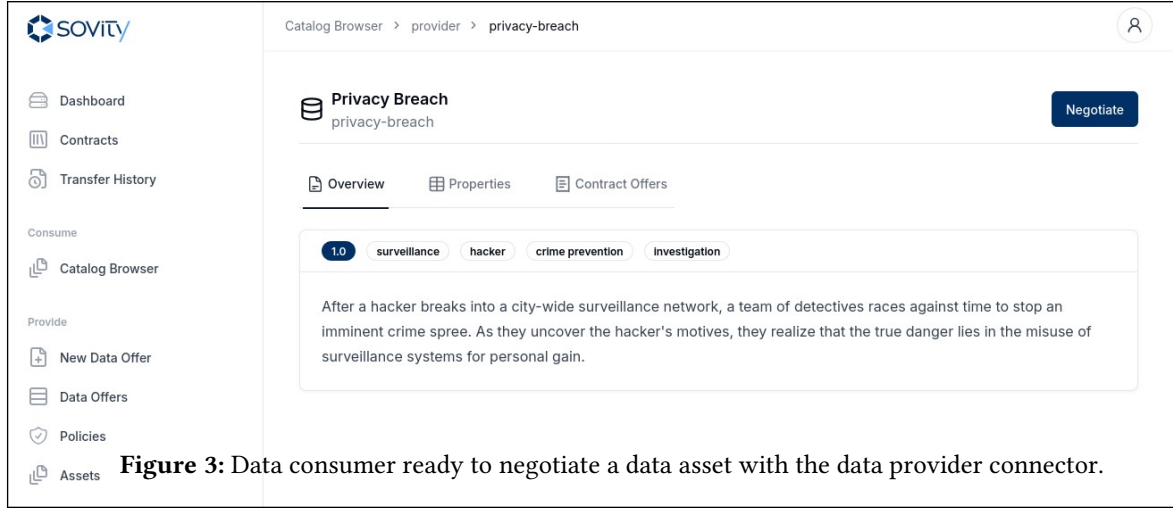 sovity
Catalog Browser > provider > privacy-breach
Dashboard
Contracts
Transfer History
Consume
Catalog Browser
Provide
New Data Offer
Data Offers
Policies
Assets
Privacy Breach
privacy-breach
Negotiate
Overview Properties Contract Offers
1.0 surveillance hacker crime prevention investigation
After a hacker breaks into a city-wide surveillance network, a team of detectives races against time to stop an
imminent crime spree. As they uncover the hacker's motives, they realize that the true danger lies in the misuse of
surveillance systems for personal gain.
Figure 3: Data consumer ready to negotiate a data asset with the data provider connector.